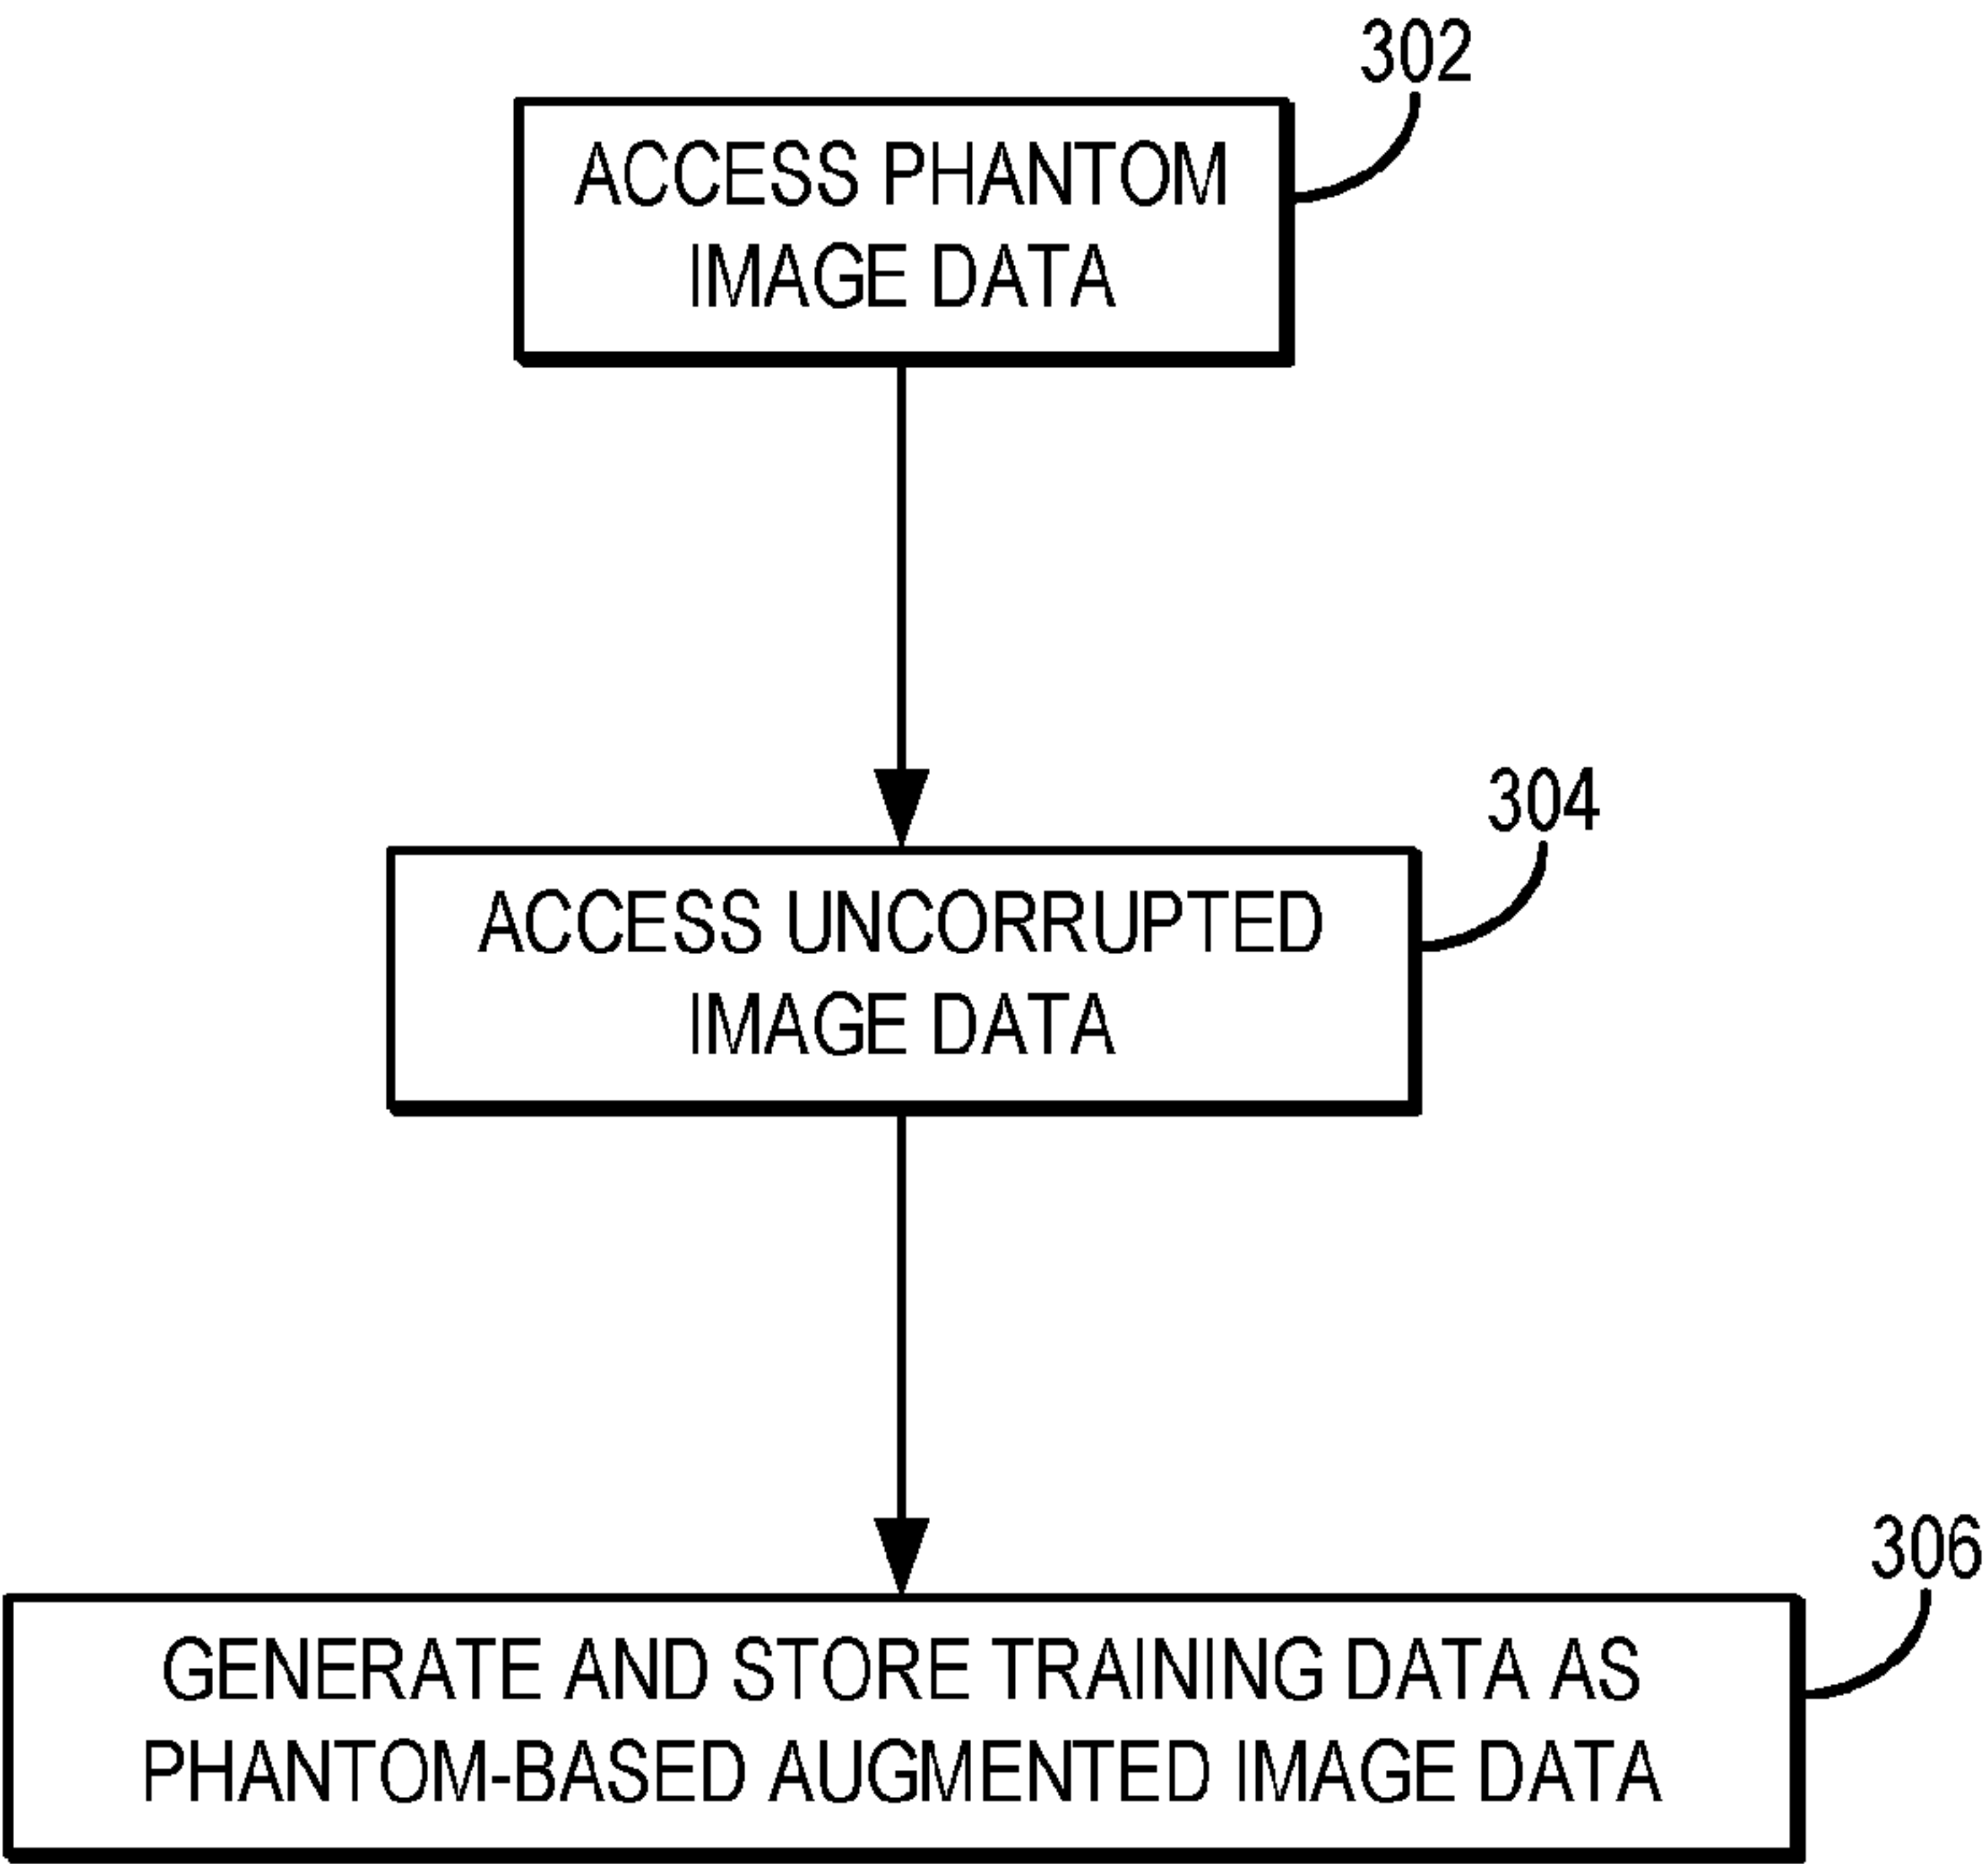 302
ACCESS PHANTOM
IMAGE DATA
304
ACCESS UNCORRUPTED
IMAGE DATA
306
GENERATE AND STORE TRAINING DATA AS
PHANTOM-BASED AUGMENTED IMAGE DATA